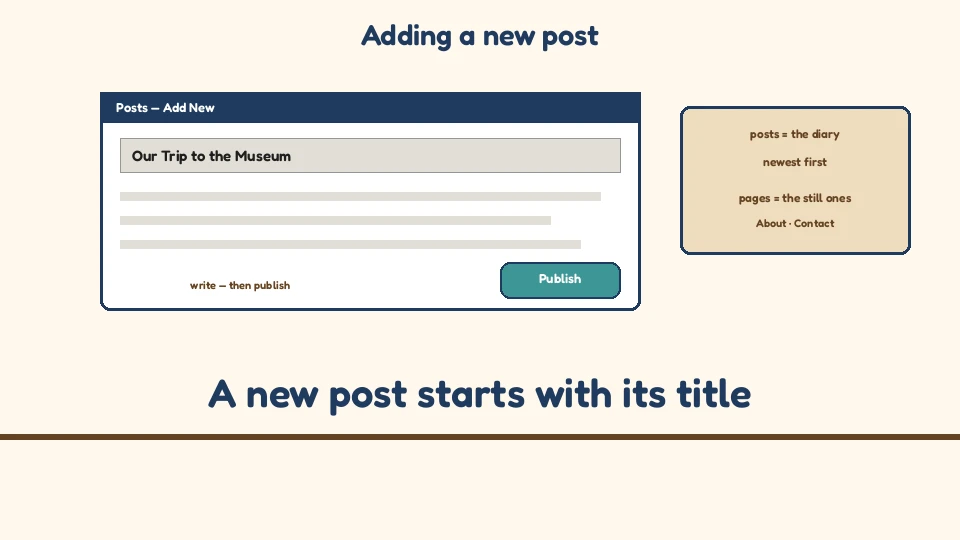 Adding a new post
Posts – Add New
Our Trip to the Museum
write – then publish
Publish
posts = the diary
newest first
pages = the still ones
About · Contact
A new post starts with its title